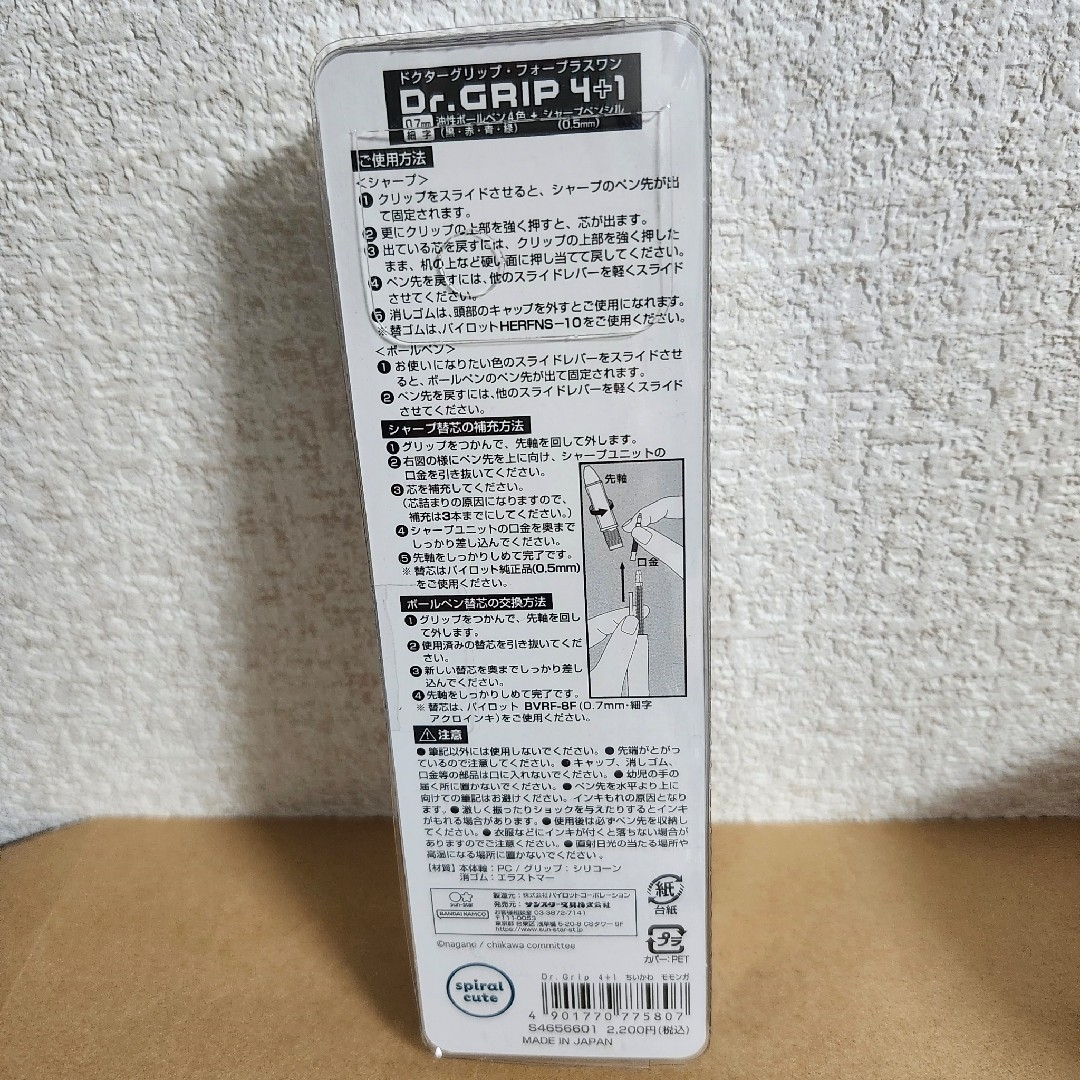 ドクターグリップ・フォープラスワン
Dr.GRIP 4+1
0.7mm 油性ボールペン4色 + シャープペンシル
細字 (黒・赤・青・緑) (0.5mm)
ご使用方法
<シャープ>
❶ クリップをスライドさせると、シャープのペン先が出
て固定されます。
❷ 更にクリップの上部を強く押すと、芯が出ます。
❸ 出ている芯を戻すには、クリップの上部を強く押した
まま、机の上など硬い面に押し当てて戻してください。
❹ ペン先を戻すには、他のスライドレバーを軽くスライド
させてください。
❺ 消しゴムは、頭部のキャップを外すとご使用になれます。
※ 替ゴムは、パイロットHERFNS-10をご使用ください。
<ボールペン>
❶ お使いになりたい色のスライドレバーをスライドさせ
ると、ボールペンのペン先が出て固定されます。
❷ ペン先を戻すには、他のスライドレバーを軽くスライド
させてください。
シャープ替芯の補充方法
❶ グリップをつかんで、先軸を回して外します。
❷ 右図の様にペン先を上に向け、シャープユニットの
口金を引き抜いてください。
❸ 芯を補充してください。
(芯詰まりの原因になりますので、
補充は3本までにしてください。)
❹ シャープユニットの口金を奥まで
しっかり差し込んでください。
❺ 先軸をしっかりしめて完了です。
※ 替芯はパイロット純正品(0.5mm)
をご使用ください。
先軸
口金
ボールペン替芯の交換方法
❶ グリップをつかんで、先軸を回し
て外します。
❷ 使用済みの替芯を引き抜いてくだ
さい。
❸ 新しい替芯を奥までしっかり差し
込んでください。
❹ 先軸をしっかりしめて完了です。
※ 替芯は、パイロット BVRF-8F(0.7mm・細字
アクロインキ)をご使用ください。
⚠ 注意
● 筆記以外には使用しないでください。● 先端がとがっ
ているので注意してください。● キャップ、消しゴム、
口金等の部品は口に入れないでください。● 幼児の手の
届く所に置かないでください。● ペン先を水平より上に
向けての筆記はお避けください。インキもれの原因となり
ます。● 激しく振ったりショックを与えたりするとインキ
がもれる場合があります。● 使用後は必ずペン先を収納し
てください。● 衣服などにインキが付くと落ちない場合が
ありますのでご注意ください。● 直射日光の当たる場所や
高温になる場所に置かないでください。
【材質】本体軸:PC/グリップ:シリコーン
消ゴム:エラストマー
sun-star
BANDAI NAMCO
製造元:株式会社パイロットコーポレーション
発売元:サンスター文具株式会社
お客様相談室 03-5872-7141
〒111-0053
東京都 台東区 浅草橋 5-20-8 CSタワー 8F
https://www.sun-star-st.jp
紙
台紙
プラ
カバー:PET
©nagano / chiikawa committee
spiral
cute
Dr.Grip 4+1 ちいかわ モモンガ
4 901770 775807
S4656601 2,200円(税込)
MADE IN JAPAN